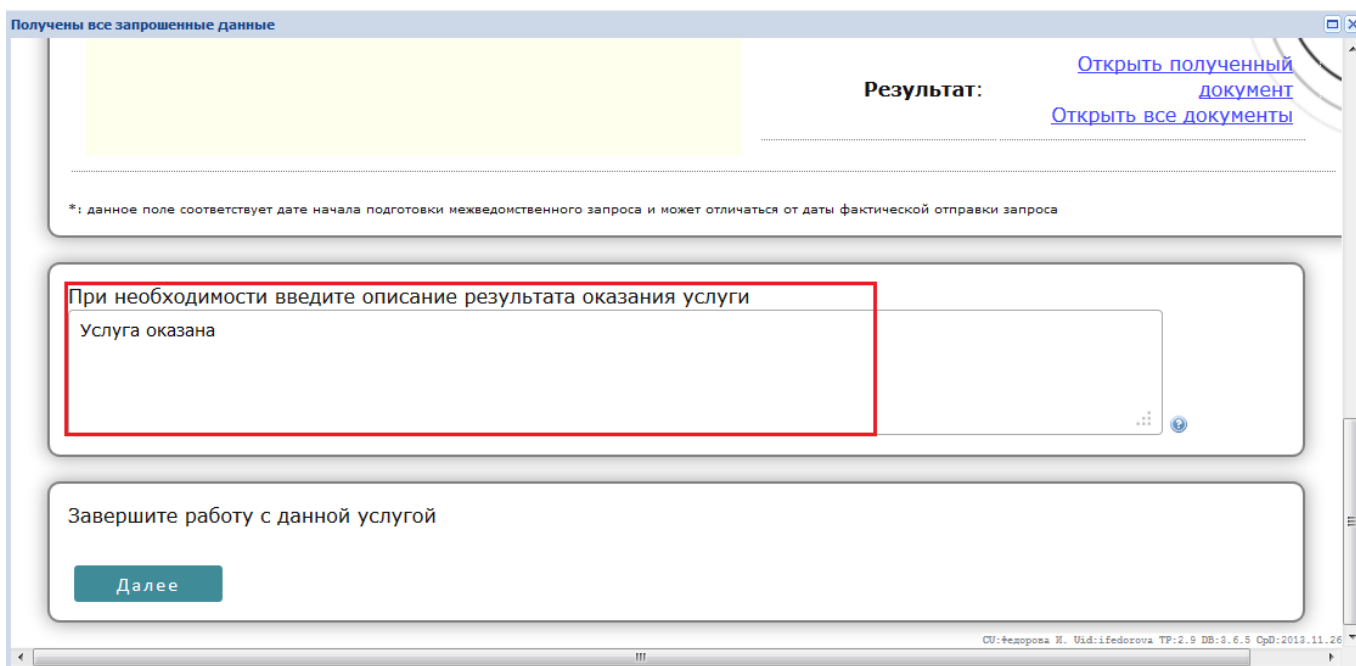 Получены все запрошенные данные
Открыть полученный
Результат:
документ
Открыть все документы
*: данное поле соответствует дате начала подготовки межведомственного запроса и может отличаться от даты фактической отправки запроса
При необходимости введите описание результата оказания услуги
Услуга оказана
Завершите работу с данной услугой
Далее
CU:Федорова И. Uid:ifedorova TP:2.9 DB:3.6.5 CpD:2013.11.26